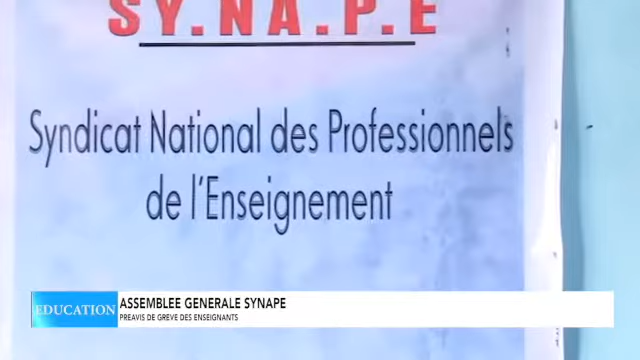 SY.NA.P.E
Syndicat National des Professionnels
de l'Enseignement
EDUCATION
ASSEMBLEE GENERALE SYNAPE
PREAVIS DE GREVE DES ENSEIGNANTS